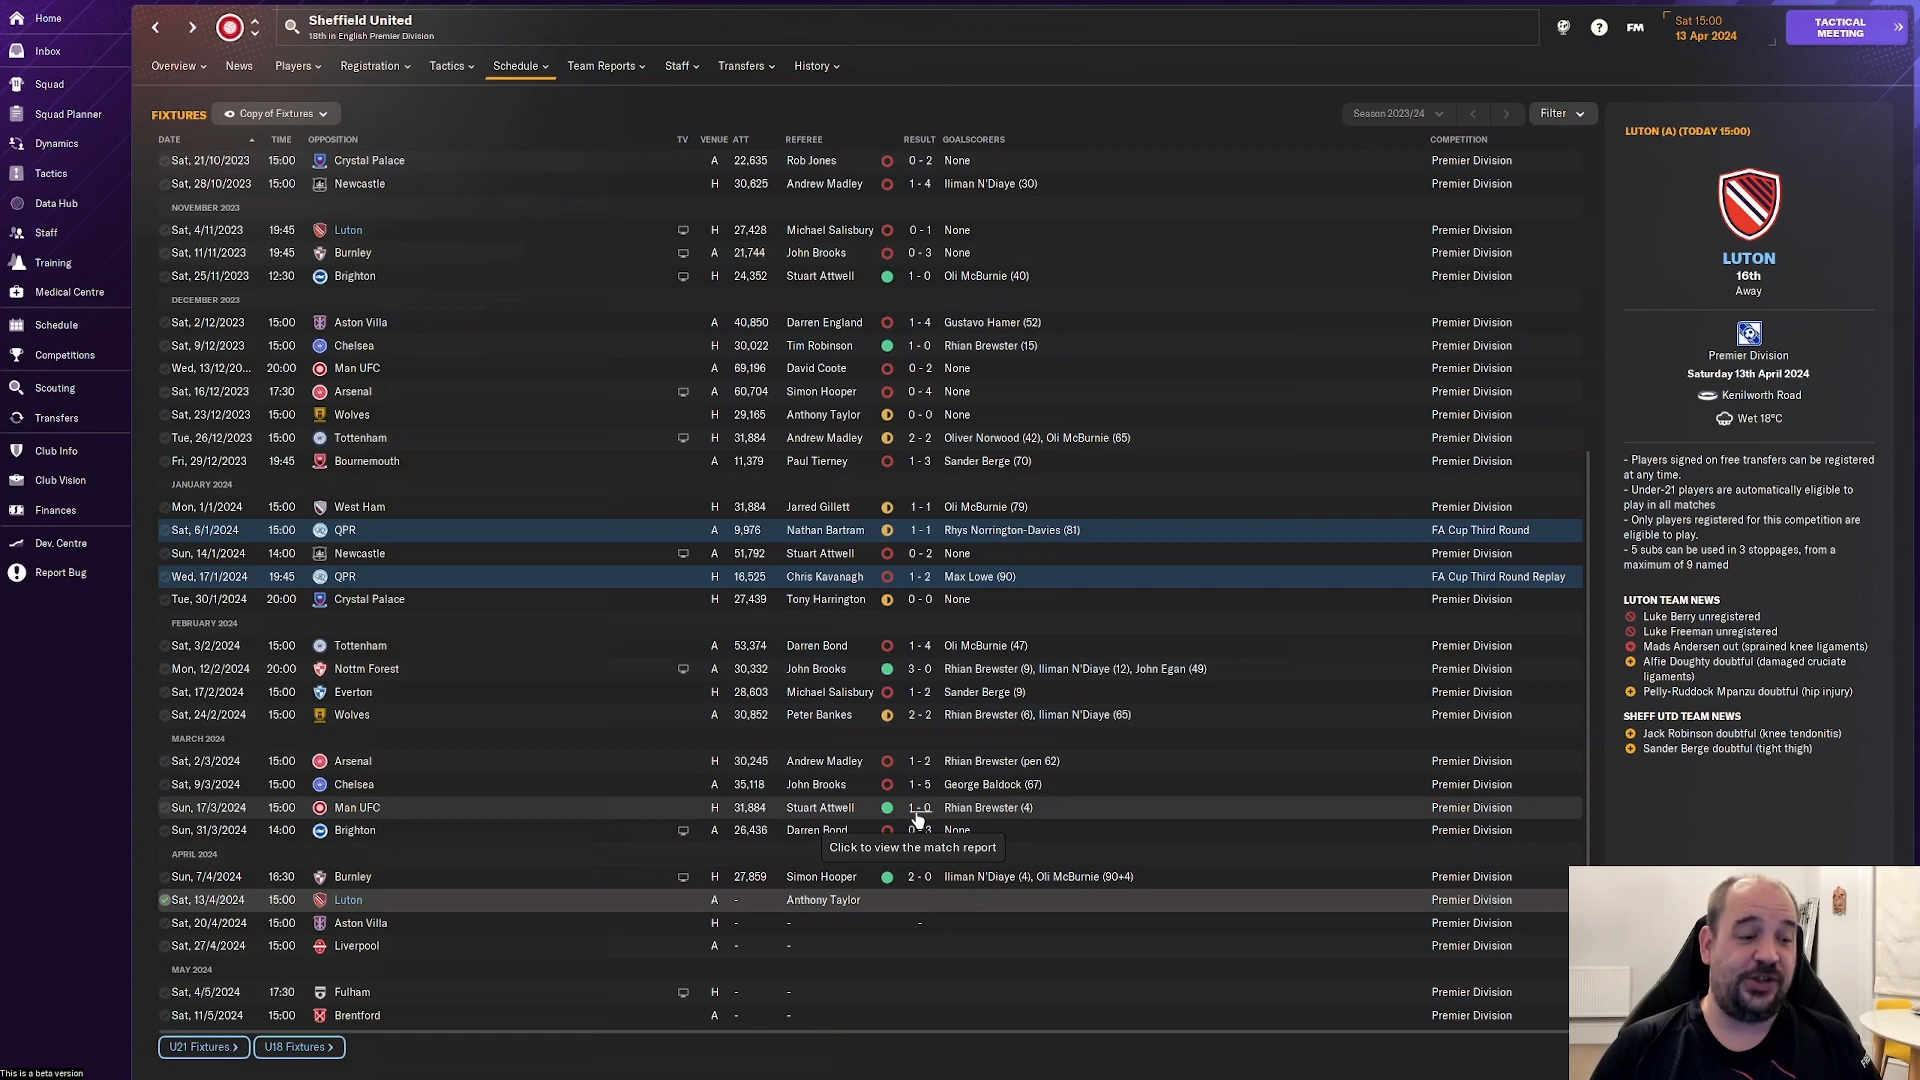 Home
Inbox
Squad
Squad Planner
Dynamics
Tactics
Data Hub
Staff
Training
Medical Centre
Schedule
Competitions
Scouting
Transfers
Club Info
Club Vision
Finances
Dev. Centre
Report Bug
This is a beta version
Sheffield United
18th in English Premier Division
FM
Sat 15:00
13 Apr 2024
TACTICAL
MEETING
Overview News Players Registration Tactics Schedule Team Reports Staff Transfers History
FIXTURES Copy of Fixtures Season 2023/24 Filter
DATE TIME OPPOSITION TV VENUE ATT REFEREE RESULT GOALSCORERS COMPETITION
Sat, 21/10/2023 15:00 Crystal Palace A 22,635 Rob Jones 0 - 2 None Premier Division
Sat, 28/10/2023 15:00 Newcastle H 30,625 Andrew Madley 1 - 4 Iliman N'Diaye (30) Premier Division
NOVEMBER 2023
Sat, 4/11/2023 19:45 Luton H 27,428 Michael Salisbury 0 - 1 None Premier Division
Sat, 11/11/2023 19:45 Burnley A 21,744 John Brooks 0 - 3 None Premier Division
Sat, 25/11/2023 12:30 Brighton H 24,352 Stuart Attwell 1 - 0 Oli McBurnie (40) Premier Division
DECEMBER 2023
Sat, 2/12/2023 15:00 Aston Villa A 40,850 Darren England 1 - 4 Gustavo Hamer (52) Premier Division
Sat, 9/12/2023 15:00 Chelsea H 30,022 Tim Robinson 1 - 0 Rhian Brewster (15) Premier Division
Wed, 13/12/20... 20:00 Man UFC A 69,196 David Coote 0 - 2 None Premier Division
Sat, 16/12/2023 17:30 Arsenal A 60,704 Simon Hooper 0 - 4 None Premier Division
Sat, 23/12/2023 15:00 Wolves H 29,165 Anthony Taylor 0 - 0 None Premier Division
Tue, 26/12/2023 15:00 Tottenham H 31,884 Andrew Madley 2 - 2 Oliver Norwood (42), Oli McBurnie (65) Premier Division
Fri, 29/12/2023 19:45 Bournemouth A 11,379 Paul Tierney 1 - 3 Sander Berge (70) Premier Division
JANUARY 2024
Mon, 1/1/2024 15:00 West Ham H 31,884 Jarred Gillett 1 - 1 Oli McBurnie (79) Premier Division
Sat, 6/1/2024 15:00 QPR A 9,976 Nathan Bartram 1 - 1 Rhys Norrington-Davies (81) FA Cup Third Round
Sun, 14/1/2024 14:00 Newcastle A 51,792 Stuart Attwell 0 - 2 None Premier Division
Wed, 17/1/2024 19:45 QPR H 16,525 Chris Kavanagh 1 - 2 Max Lowe (90) FA Cup Third Round Replay
Tue, 30/1/2024 20:00 Crystal Palace H 27,439 Tony Harrington 0 - 0 None Premier Division
FEBRUARY 2024
Sat, 3/2/2024 15:00 Tottenham A 53,374 Darren Bond 1 - 4 Oli McBurnie (47) Premier Division
Mon, 12/2/2024 20:00 Nottm Forest A 30,332 John Brooks 3 - 0 Rhian Brewster (9), Iliman N'Diaye (12), John Egan (49) Premier Division
Sat, 17/2/2024 15:00 Everton H 28,603 Michael Salisbury 1 - 2 Sander Berge (9) Premier Division
Sat, 24/2/2024 15:00 Wolves A 30,852 Peter Bankes 2 - 2 Rhian Brewster (6), Iliman N'Diaye (65) Premier Division
MARCH 2024
Sat, 2/3/2024 15:00 Arsenal H 30,245 Andrew Madley 1 - 2 Rhian Brewster (pen 62) Premier Division
Sat, 9/3/2024 15:00 Chelsea A 35,118 John Brooks 1 - 5 George Baldock (67) Premier Division
Sun, 17/3/2024 15:00 Man UFC H 31,884 Stuart Attwell 1 - 0 Rhian Brewster (4) Premier Division
Sun, 31/3/2024 14:00 Brighton A 26,436 Darren Bond 0 - 3 None Premier Division
Click to view the match report
APRIL 2024
Sun, 7/4/2024 16:30 Burnley H 27,859 Simon Hooper 2 - 0 Iliman N'Diaye (4), Oli McBurnie (90+4) Premier Division
Sat, 13/4/2024 15:00 Luton A - Anthony Taylor Premier Division
Sat, 20/4/2024 15:00 Aston Villa H - - - Premier Division
Sat, 27/4/2024 15:00 Liverpool A - - Premier Division
MAY 2024
Sat, 4/5/2024 17:30 Fulham H - - Premier Division
Sat, 11/5/2024 15:00 Brentford A - - Premier Division
U21 Fixtures > U18 Fixtures >
LUTON (A) (TODAY 15:00)
LUTON
16th
Away
Premier Division
Saturday 13th April 2024
Kenilworth Road
Wet 18°C
- Players signed on free transfers can be registered
at any time.
- Under-21 players are automatically eligible to
play in all matches
- Only players registered for this competition are
eligible to play.
- 5 subs can be used in 3 stoppages, from a
maximum of 9 named
LUTON TEAM NEWS
Luke Berry unregistered
Luke Freeman unregistered
Mads Andersen out (sprained knee ligaments)
Alfie Doughty doubtful (damaged cruciate
ligaments)
Pelly-Ruddock Mpanzu doubtful (hip injury)
SHEFF UTD TEAM NEWS
Jack Robinson doubtful (knee tendonitis)
Sander Berge doubtful (tight thigh)